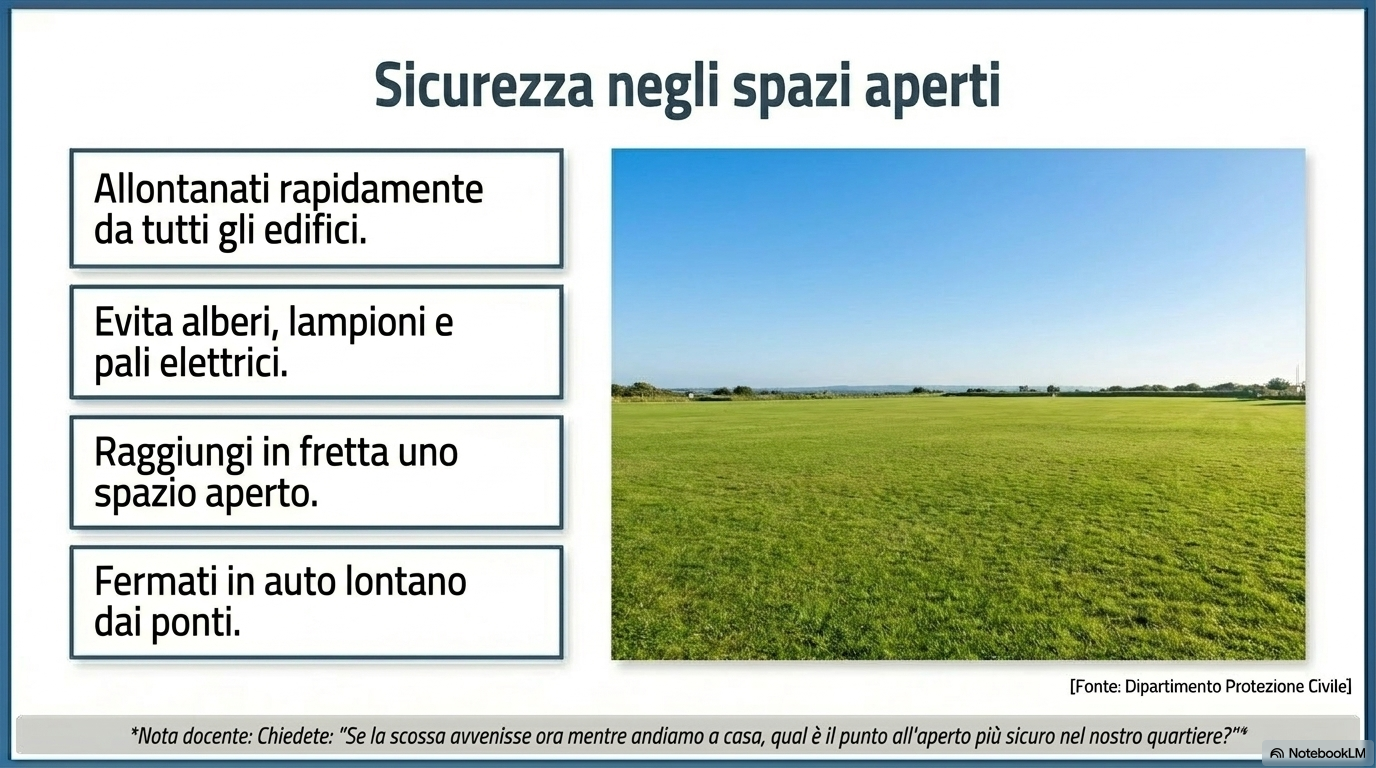 Sicurezza negli spazi aperti
Allontanati rapidamente
da tutti gli edifici.
Evita alberi, lampioni e
pali elettrici.
Raggiungi in fretta uno
spazio aperto.
Fermati in auto lontano
dai ponti.
[Fonte: Dipartimento Protezione Civile]
*Nota docente: Chiedete: "Se la scossa avvenisse ora mentre andiamo a casa, qual è il punto all'aperto più sicuro nel nostro quartiere?"*
NotebookLM